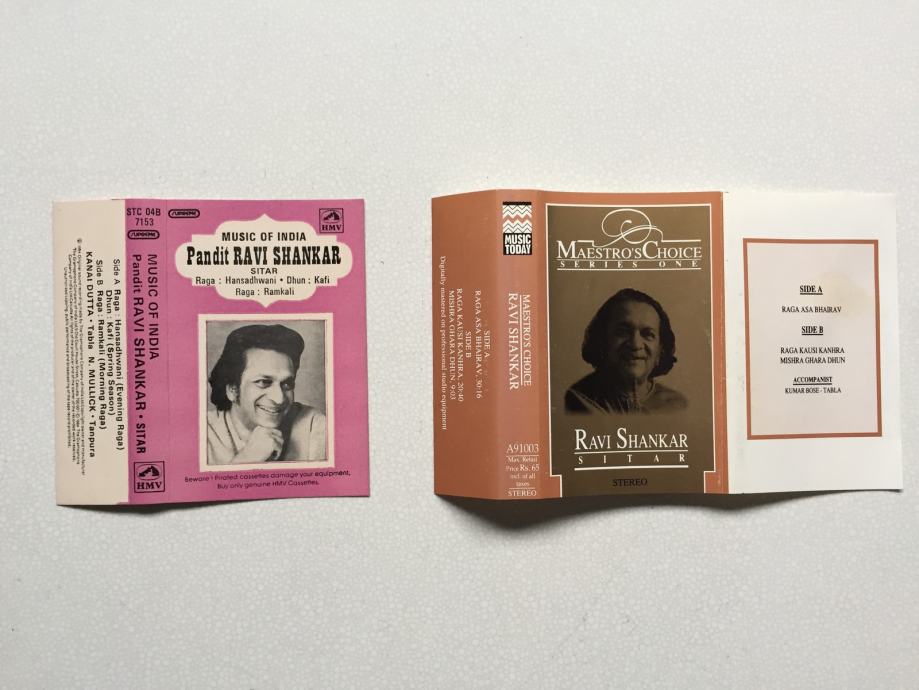 STC 04B
7153
SUPREME
MUSIC OF INDIA
Pandit RAVI SHANKAR • SITAR
HMV
Side A Raga : Hansadhwani (Evening Raga)
Dhun : Kafi (Spring Season)
Side B Raga : Ramkali (Morning Raga)
KANAI DUTTA • Tabla N. MULLICK • Tanpura
SUPREME
HMV
MUSIC OF INDIA
Pandit RAVI SHANKAR
SITAR
Raga : Hansadhwani • Dhun : Kafi
Raga : Ramkali
Beware ! Pirated cassettes damage your equipment,
Buy only genuine HMV Cassettes.
SIDE A
RAGA ASA BHAIRAV, 30:16
SIDE B
RAGA KAUSI KANHRA, 20:40
MISHRA GHARA DHUN, 9:03
Digitally mastered on professional studio equipment
MUSIC
TODAY
MAESTRO'S CHOICE
RAVI SHANKAR
A91003
Max. Retail
Price Rs. 65
incl. of all
taxes
STEREO
MAESTRO'S CHOICE
SERIES ONE
RAVI SHANKAR
SITAR
STEREO
SIDE A
RAGA ASA BHAIRAV
SIDE B
RAGA KAUSI KANHRA
MISHRA GHARA DHUN
ACCOMPANIST
KUMAR BOSE - TABLA